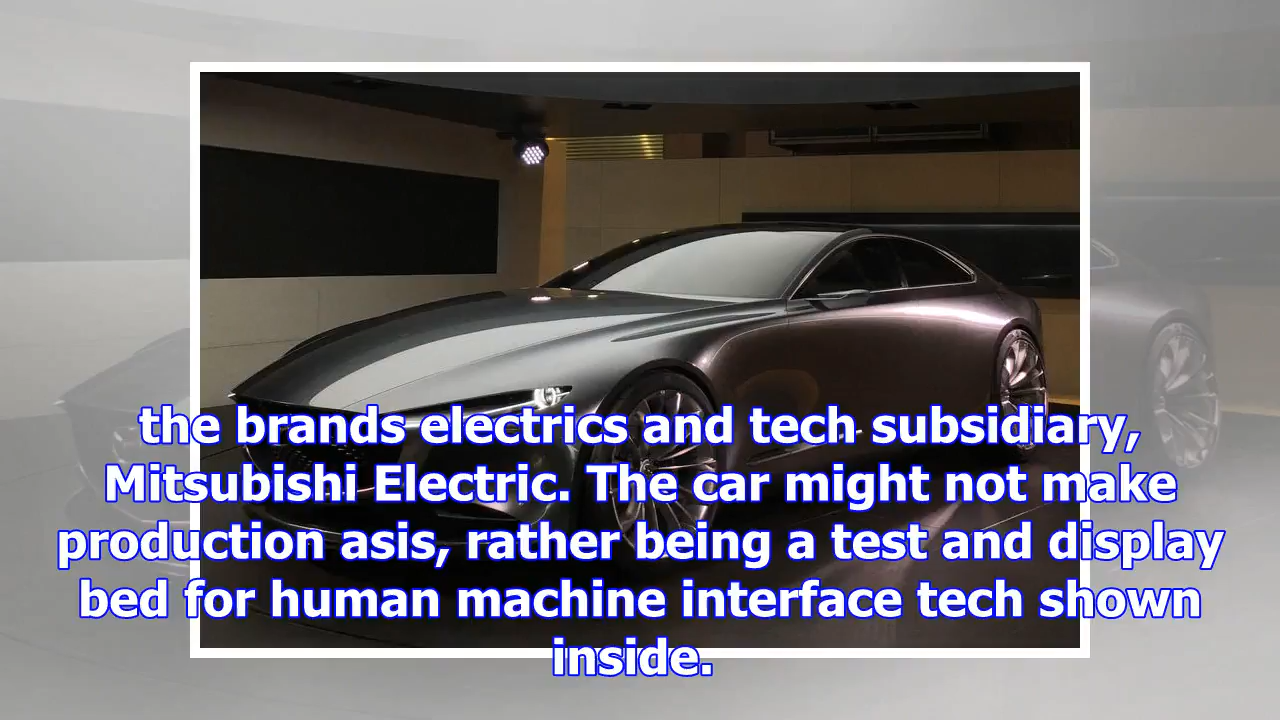 the brands electrics and tech subsidiary,
Mitsubishi Electric. The car might not make
production asis, rather being a test and display
bed for human machine interface tech shown
inside.